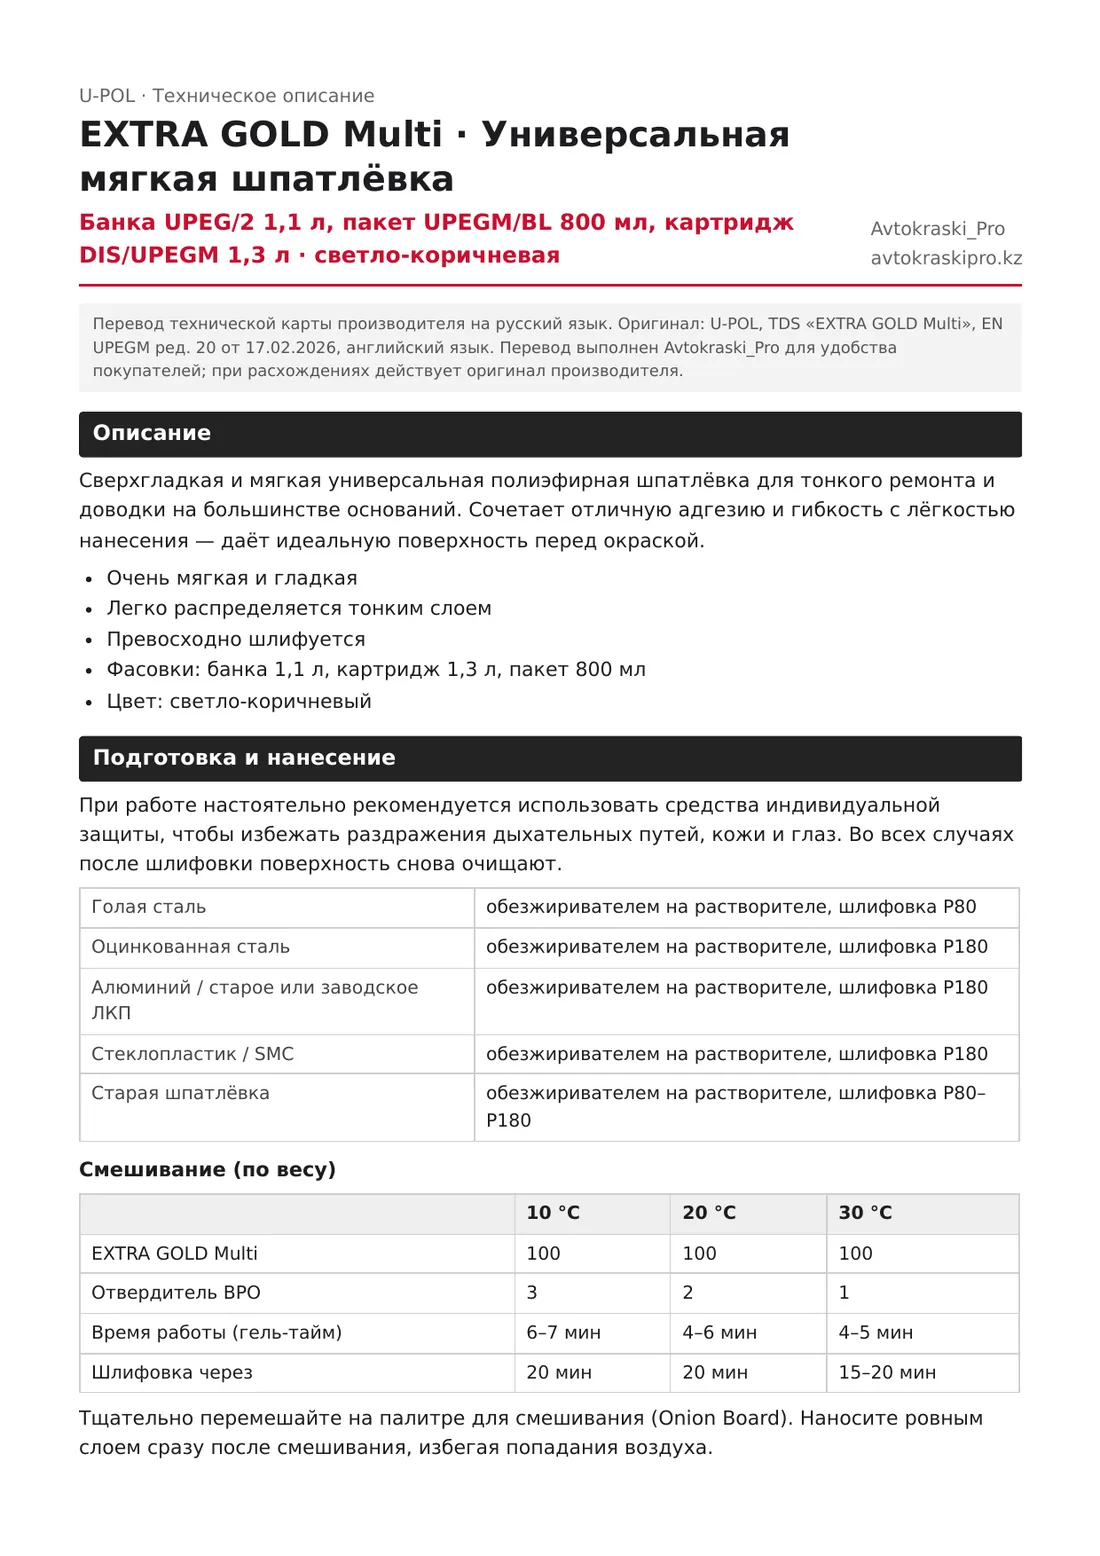 U-POL · Техническое описание
EXTRA GOLD Multi · Универсальная
мягкая шпатлёвка
Банка UPEG/2 1,1 л, пакет UPEGM/BL 800 мл, картридж
DIS/UPEGM 1,3 л · светло-коричневая
Avtokraski_Pro
avtokraskipro.kz
Перевод технической карты производителя на русский язык. Оригинал: U-POL, TDS «EXTRA GOLD Multi», EN
UPEGM ред. 20 от 17.02.2026, английский язык. Перевод выполнен Avtokraski_Pro для удобства
покупателей; при расхождениях действует оригинал производителя.
Описание
Сверхгладкая и мягкая универсальная полиэфирная шпатлёвка для тонкого ремонта и
доводки на большинстве оснований. Сочетает отличную адгезию и гибкость с лёгкостью
нанесения — даёт идеальную поверхность перед окраской.
• Очень мягкая и гладкая
• Легко распределяется тонким слоем
• Превосходно шлифуется
• Фасовки: банка 1,1 л, картридж 1,3 л, пакет 800 мл
• Цвет: светло-коричневый
Подготовка и нанесение
При работе настоятельно рекомендуется использовать средства индивидуальной
защиты, чтобы избежать раздражения дыхательных путей, кожи и глаз. Во всех случаях
после шлифовки поверхность снова очищают.
Голая сталь обезжиривателем на растворителе, шлифовка P80
Оцинкованная сталь обезжиривателем на растворителе, шлифовка P180
Алюминий / старое или заводское обезжиривателем на растворителе, шлифовка P180
ЛКП
Стеклопластик / SMC обезжиривателем на растворителе, шлифовка P180
Старая шпатлёвка обезжиривателем на растворителе, шлифовка P80–
P180
Смешивание (по весу)
10 °C 20 °C 30 °C
EXTRA GOLD Multi 100 100 100
Отвердитель BPO 3 2 1
Время работы (гель-тайм) 6–7 мин 4–6 мин 4–5 мин
Шлифовка через 20 мин 20 мин 15–20 мин
Тщательно перемешайте на палитре для смешивания (Onion Board). Наносите ровным
слоем сразу после смешивания, избегая попадания воздуха.